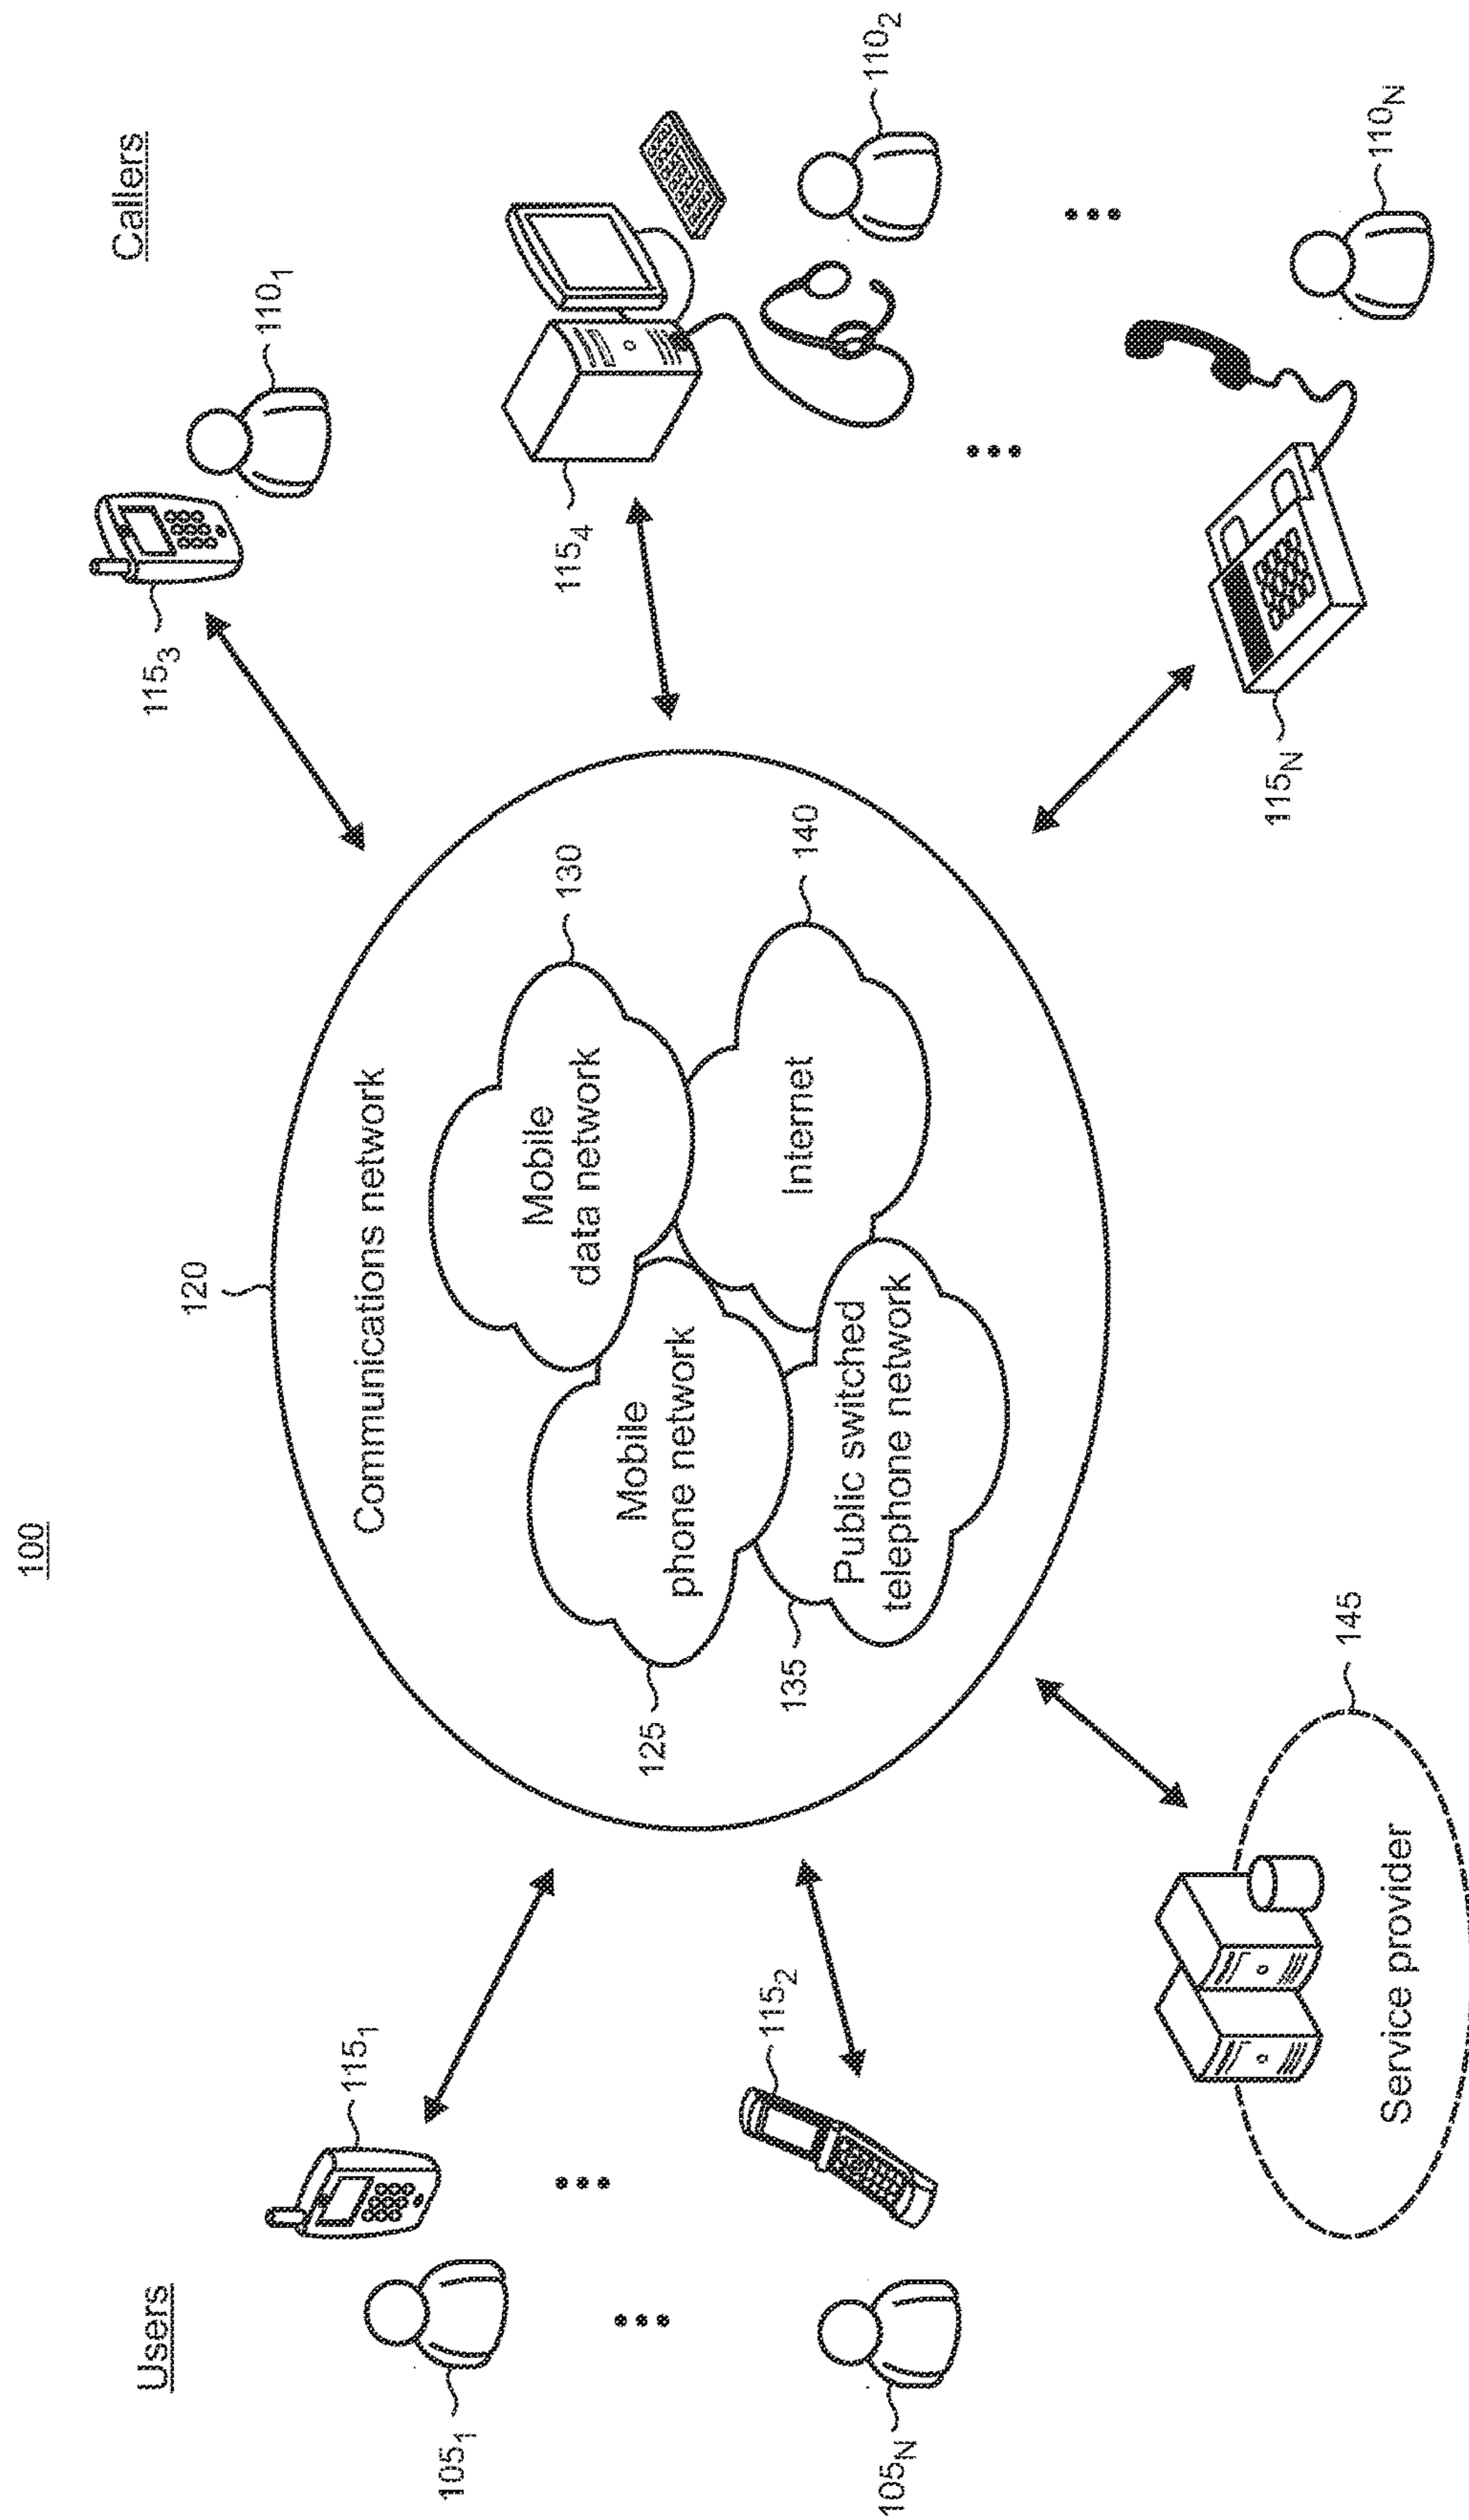 100
Users
Callers
120
Communications network
Mobile
data network
130
Mobile
phone network
125
Internet
140
Public switched
telephone network
135
105₁
115₁
105N
115₂
115₃
110₁
115₄
110₂
115N
110N
Service provider
145